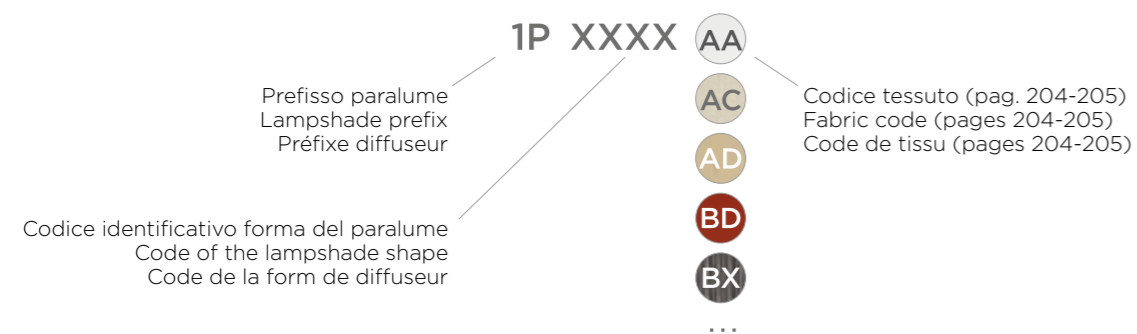 1P XXXX AA
Prefisso paralume
Lampshade prefix
Préfixe diffuseur
AC
Codice tessuto (pag. 204-205)
Fabric code (pages 204-205)
Code de tissu (pages 204-205)
AD
BD
Codice identificativo forma del paralume
Code of the lampshade shape
Code de la form de diffuseur
BX
...